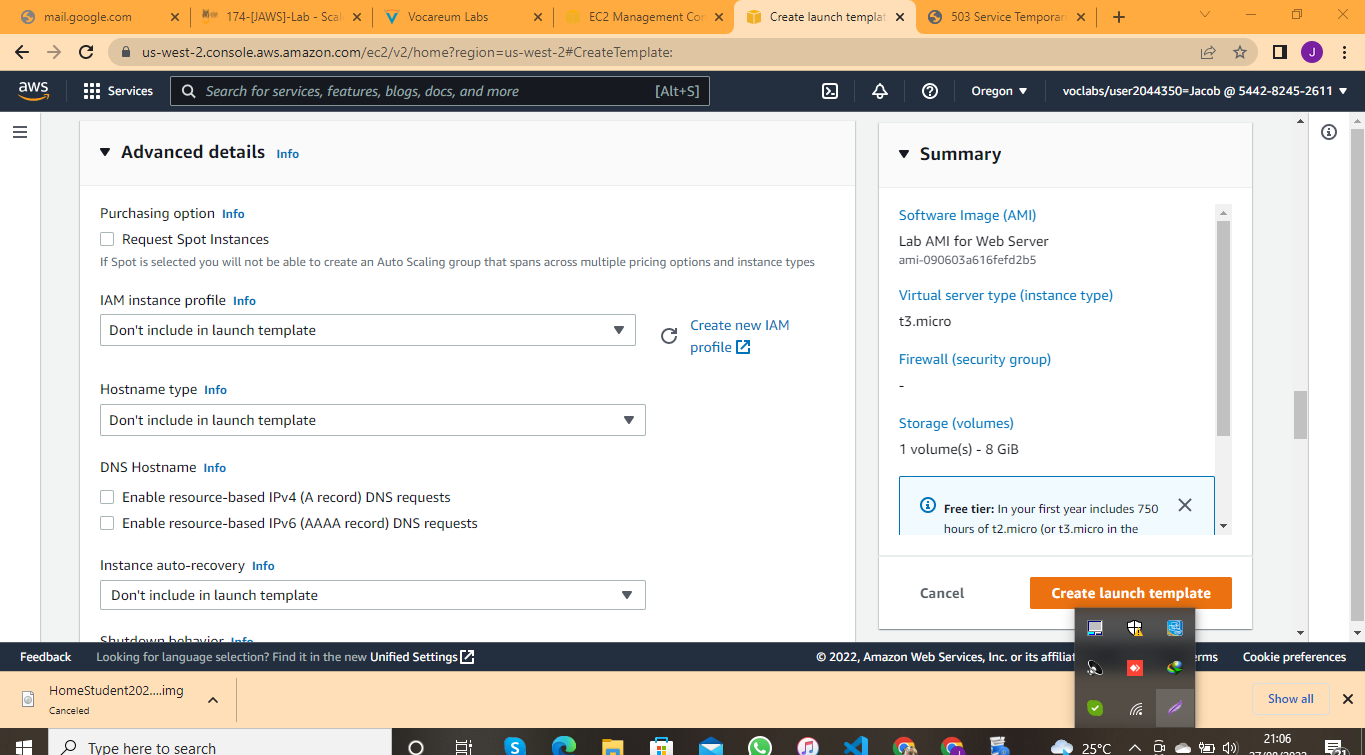 mail.google.com
174-[JAWS]-Lab - Scal
Vocareum Labs
EC2 Management Con
Create launch templat
503 Service Temporar
us-west-2.console.aws.amazon.com/ec2/v2/home?region=us-west-2#CreateTemplate:
J
aws
Services
Search for services, features, blogs, docs, and more
[Alt+S]
Oregon
voclabs/user2044350=Jacob @ 5442-8245-2611
Advanced details Info
Purchasing option Info
Request Spot Instances
If Spot is selected you will not be able to create an Auto Scaling group that spans across multiple pricing options and instance types
IAM instance profile Info
Don't include in launch template
Create new IAM
profile
Hostname type Info
Don't include in launch template
DNS Hostname Info
Enable resource-based IPv4 (A record) DNS requests
Enable resource-based IPv6 (AAAA record) DNS requests
Instance auto-recovery Info
Don't include in launch template
Shutdown behavior Info
Summary
Software Image (AMI)
Lab AMI for Web Server
ami-090603a616fefd2b5
Virtual server type (instance type)
t3.micro
Firewall (security group)
-
Storage (volumes)
1 volume(s) - 8 GiB
Free tier: In your first year includes 750
hours of t2.micro (or t3.micro in the
Cancel
Create launch template
Feedback
Looking for language selection? Find it in the new Unified Settings
© 2022, Amazon Web Services, Inc. or its affiliat
erms
Cookie preferences
HomeStudent202....img
Canceled
Show all
Type here to search
25°C
21:06